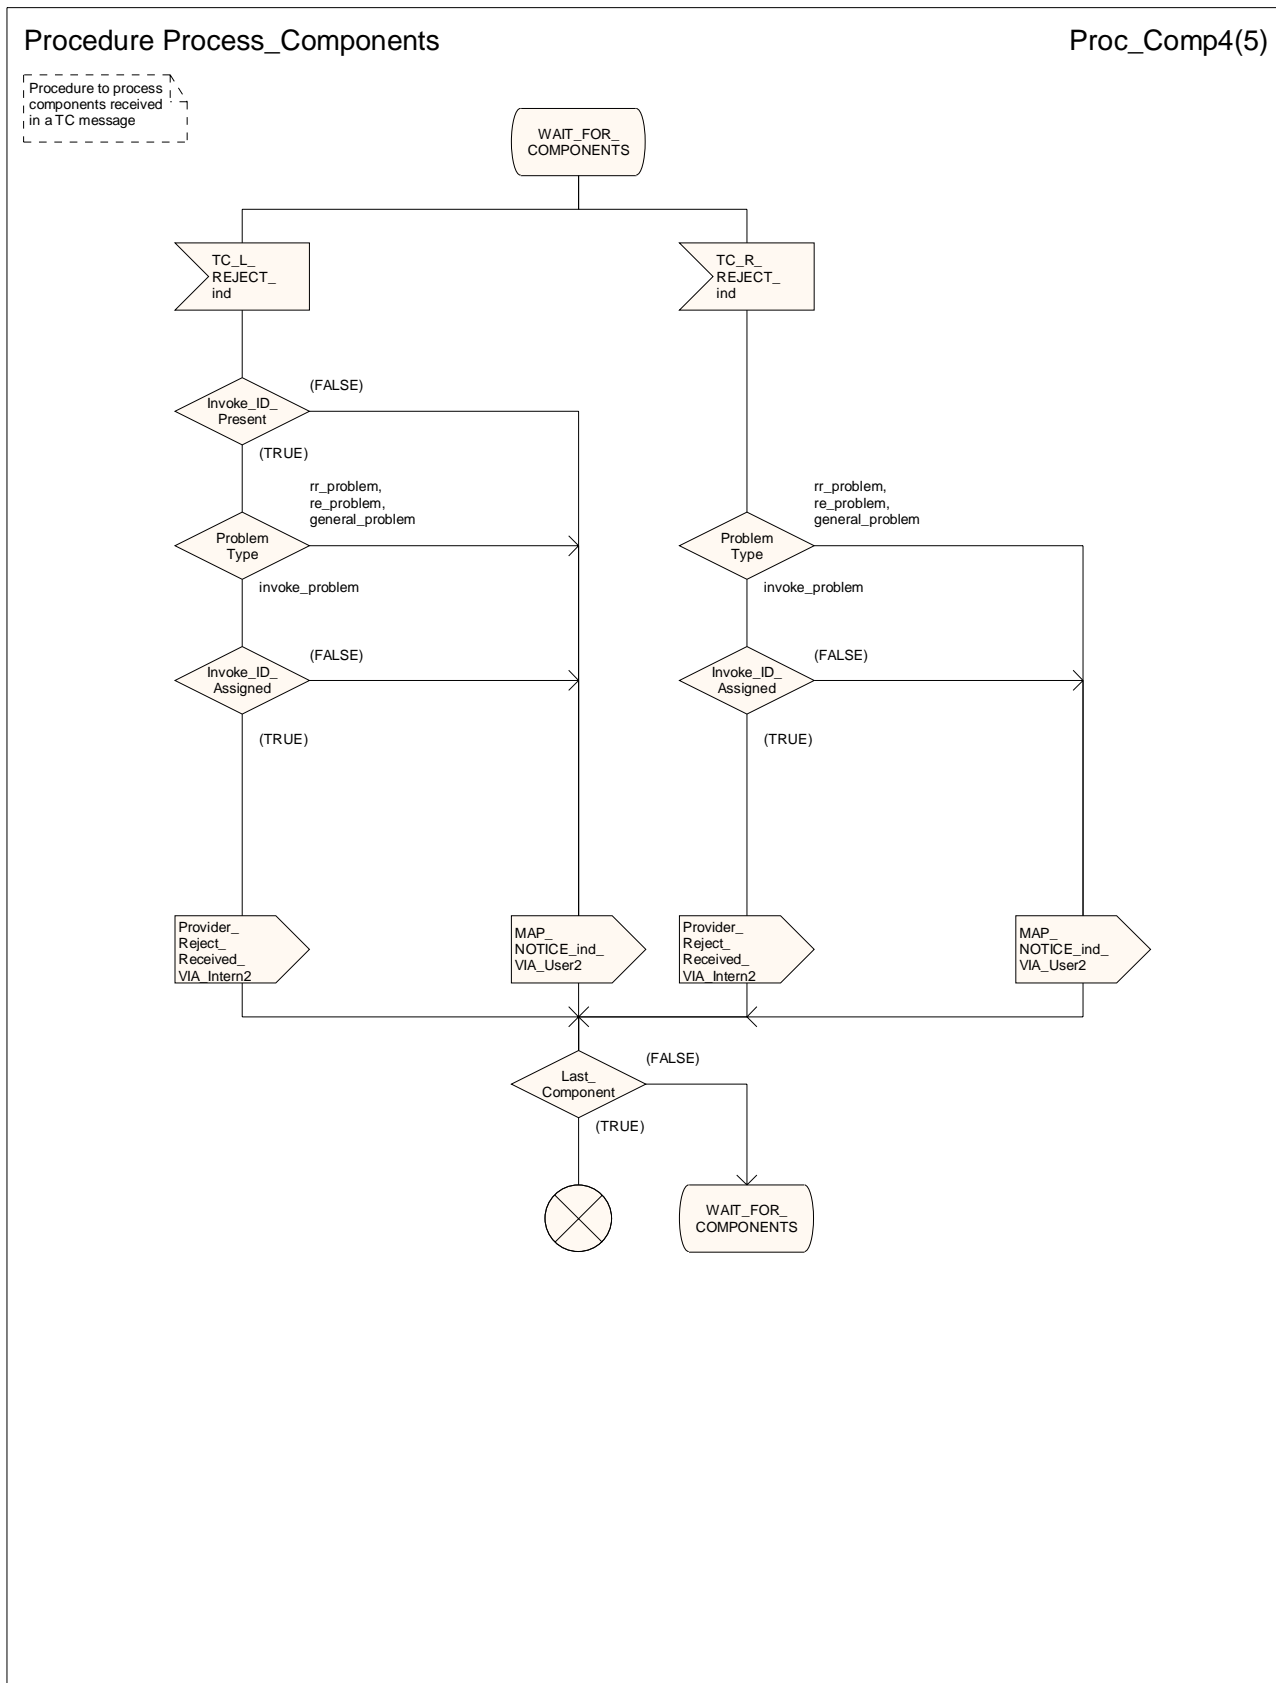 Procedure Process_Components
Proc_Comp4(5)
Procedure to process
components received
in a TC message
WAIT_FOR_
COMPONENTS
TC_L_
REJECT_
ind
TC_R_
REJECT_
ind
(FALSE)
Invoke_ID_
Present
(TRUE)
rr_problem,
re_problem,
general_problem
Problem
Type
invoke_problem
rr_problem,
re_problem,
general_problem
Problem
Type
invoke_problem
(FALSE)
Invoke_ID_
Assigned
(TRUE)
(FALSE)
Invoke_ID_
Assigned
(TRUE)
Provider_
Reject_
Received_
VIA_Intern2
MAP_
NOTICE_ind_
VIA_User2
Provider_
Reject_
Received_
VIA_Intern2
MAP_
NOTICE_ind_
VIA_User2
(FALSE)
Last_
Component
(TRUE)
WAIT_FOR_
COMPONENTS